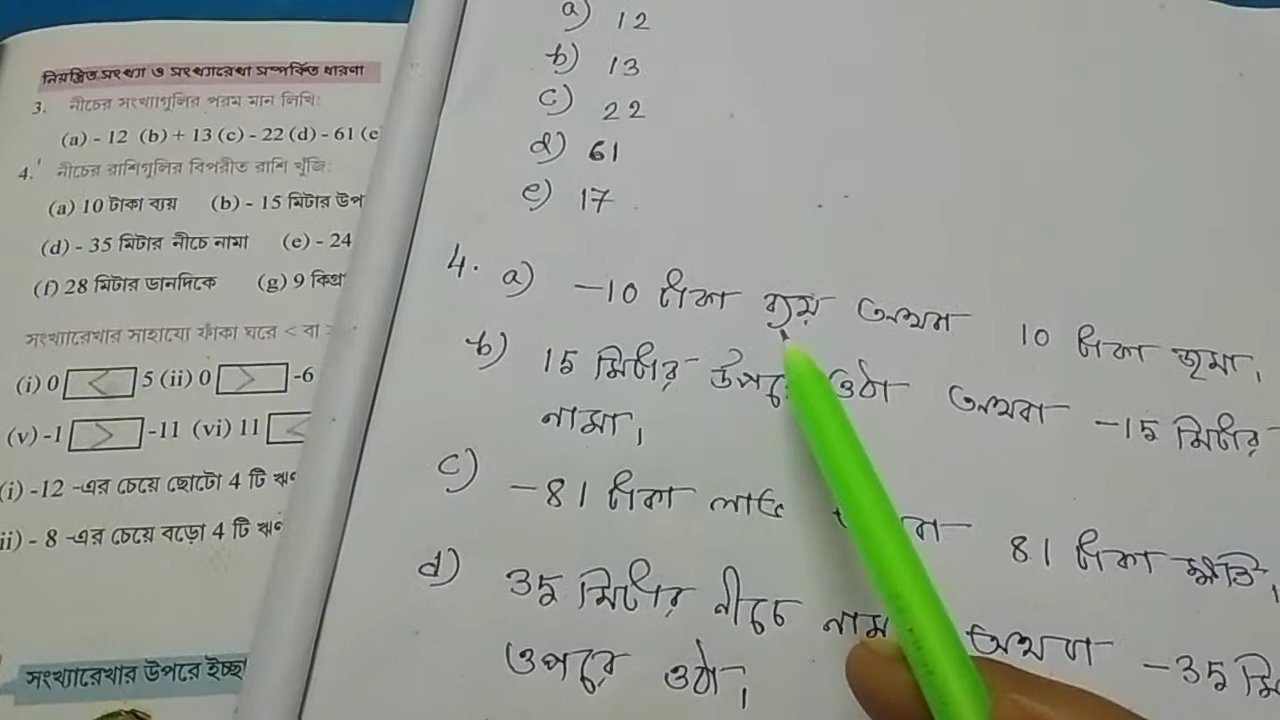 নিয়ন্ত্রিত সংখ্যা ও সংখ্যারেখা সম্পর্কিত ধারণা
3. নীচের সংখ্যাগুলির পরম মান লিখি:
(a) - 12 (b) + 13 (c) - 22 (d) - 61 (e
4. নীচের রাশিগুলির বিপরীত রাশি খুঁজি:
(a) 10 টাকা ব্যয় (b) - 15 মিটার উপ
(d) - 35 মিটার নীচে নামা (e) - 24
(f) 28 মিটার ডানদিকে (g) 9 কিগ্রা
সংখ্যারেখার সাহায্যে ফাঁকা ঘরে < বা
(i) 0 < 5 (ii) 0 > -6
(v) -1 > -11 (vi) 11 <
(i) -12 -এর চেয়ে ছোটো 4 টি ঋণ
ii) - 8 -এর চেয়ে বড়ো 4 টি ঋণ
সংখ্যারেখার উপরে ইচ্ছা
a) 12
b) 13
c) 22
d) 61
e) 17
4. a) -10 টাকা ব্যয় অথবা 10 টাকা জমা।
b) 15 মিটার উপরে ওঠা অথবা -15 মিটার
নামা।
c) -81 টাকা লাভ 81 টাকা ক্ষতি।
d) 35 মিটার নীচে নামা অথবা -35 মি
ওপরে ওঠা।